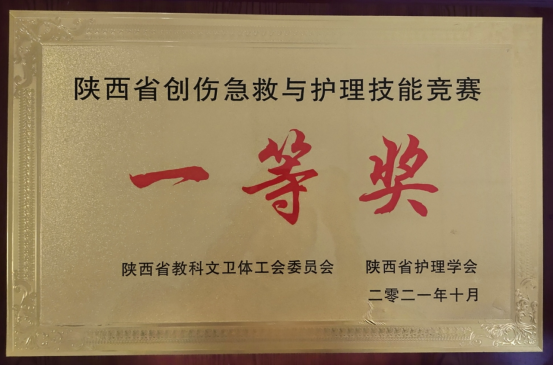 陕西省创伤急救与护理技能竞赛
一等奖
陕西省教科文卫体工会委员会 陕西省护理学会
二零二一年十月